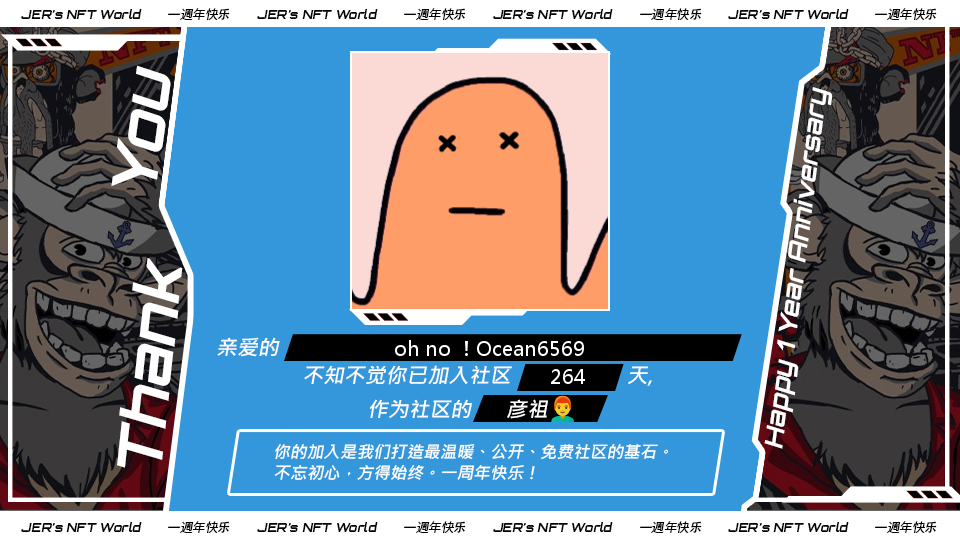 JER's NFT World 一週年快乐 JER's NFT World 一週年快乐 JER's NFT World 一週年快乐 JER's NFT World 一週年快乐
Thank You
Happy 1 Year Anniversary
亲爱的 oh no ！Ocean6569
不知不觉你已加入社区 264 天,
作为社区的 彦祖👨‍🦰
你的加入是我们打造最温暖、公开、免费社区的基石。
不忘初心，方得始终。一周年快乐！
JER's NFT World 一週年快乐 JER's NFT World 一週年快乐 JER's NFT World 一週年快乐 JER's NFT World 一週年快乐